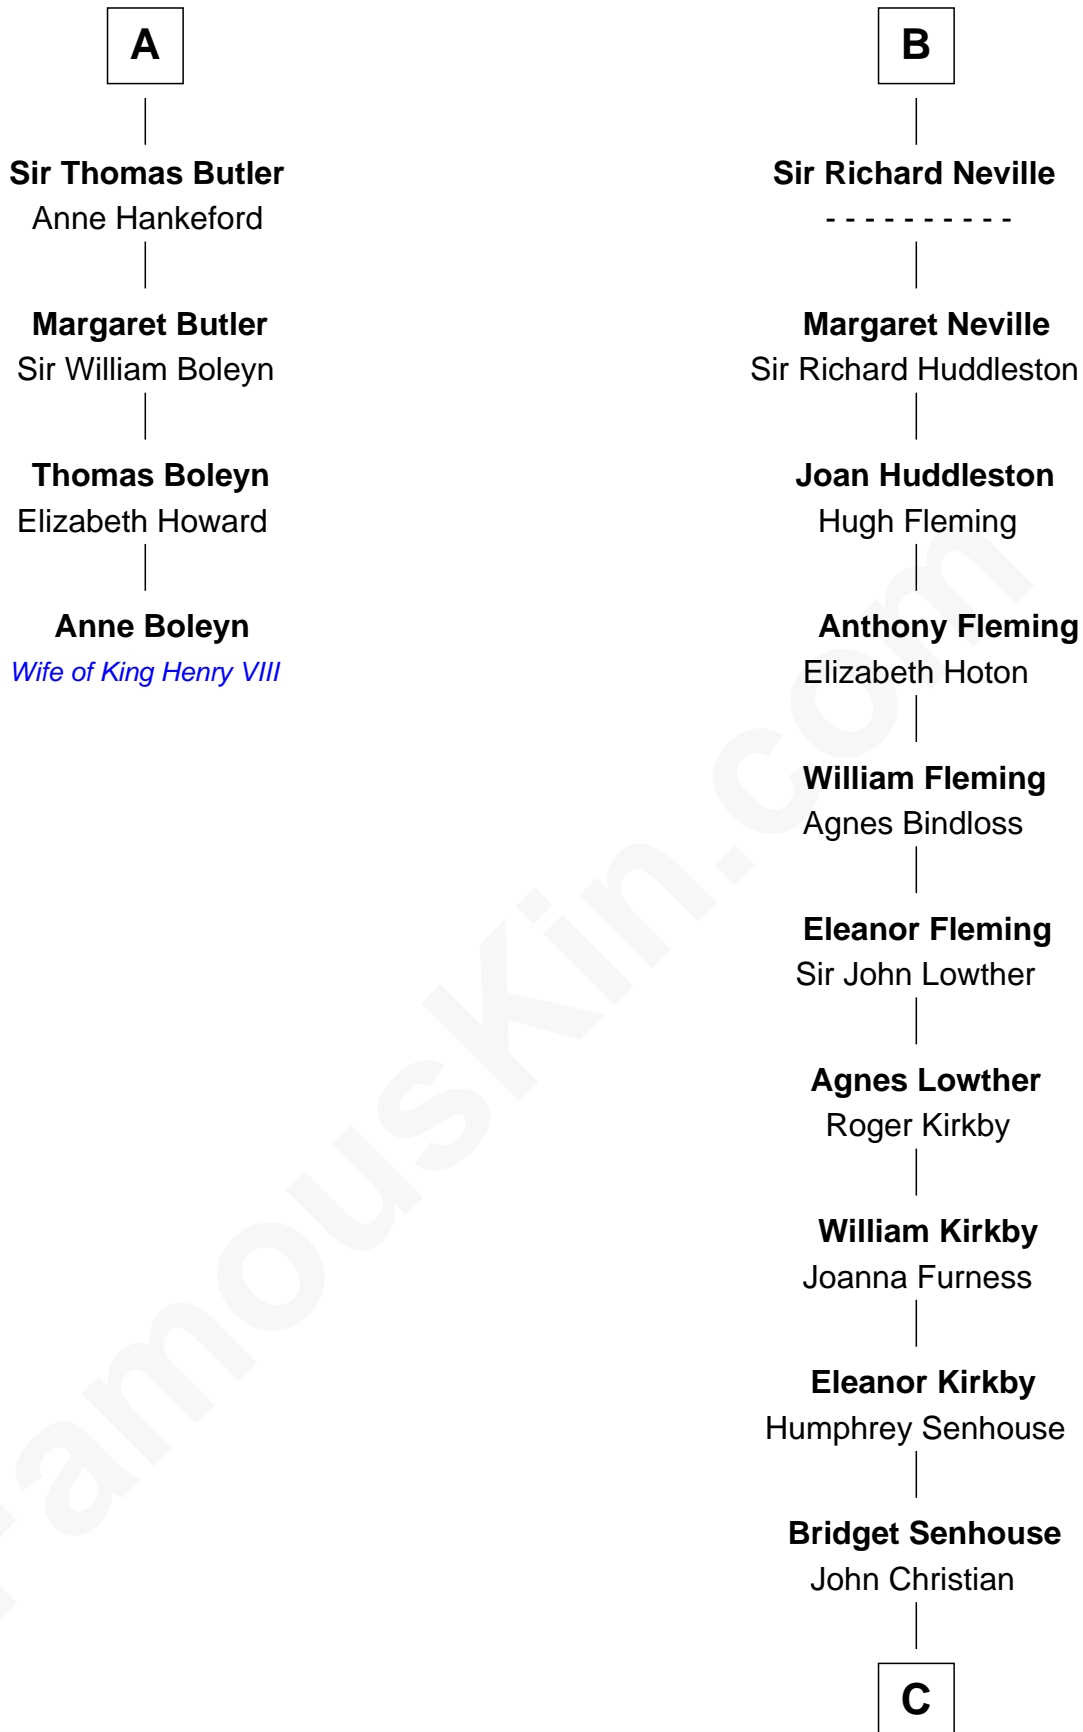 A
Sir Thomas Butler
Anne Hankeford
Margaret Butler
Sir William Boleyn
Thomas Boleyn
Elizabeth Howard
Anne Boleyn
Wife of King Henry VIII
B
Sir Richard Neville
- - - - - - - - - -
Margaret Neville
Sir Richard Huddleston
Joan Huddleston
Hugh Fleming
Anthony Fleming
Elizabeth Hoton
William Fleming
Agnes Bindloss
Eleanor Fleming
Sir John Lowther
Agnes Lowther
Roger Kirkby
William Kirkby
Joanna Furness
Eleanor Kirkby
Humphrey Senhouse
Bridget Senhouse
John Christian
C
FamousKin.com